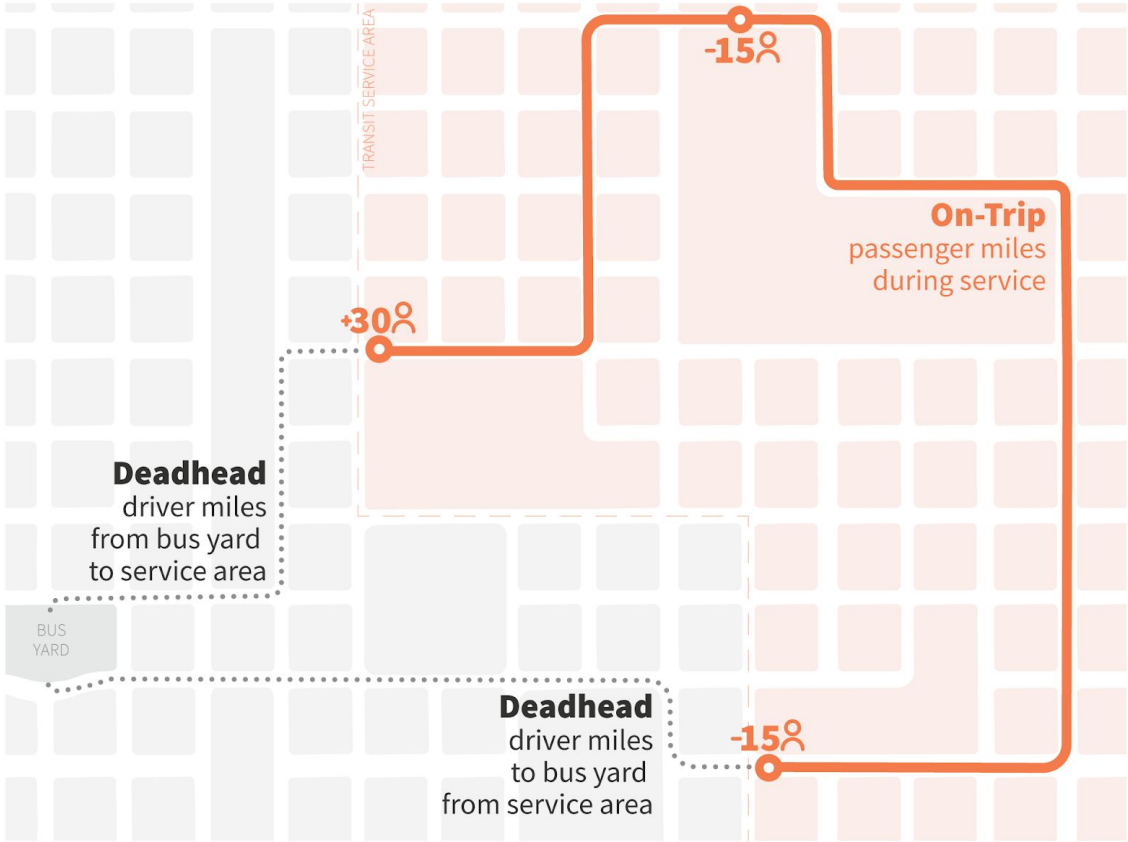 TRANSIT SERVICE AREA
-15
On-Trip
passenger miles
during service
+30
Deadhead
driver miles
from bus yard
to service area
BUS
YARD
Deadhead
driver miles
to bus yard
from service area
-15